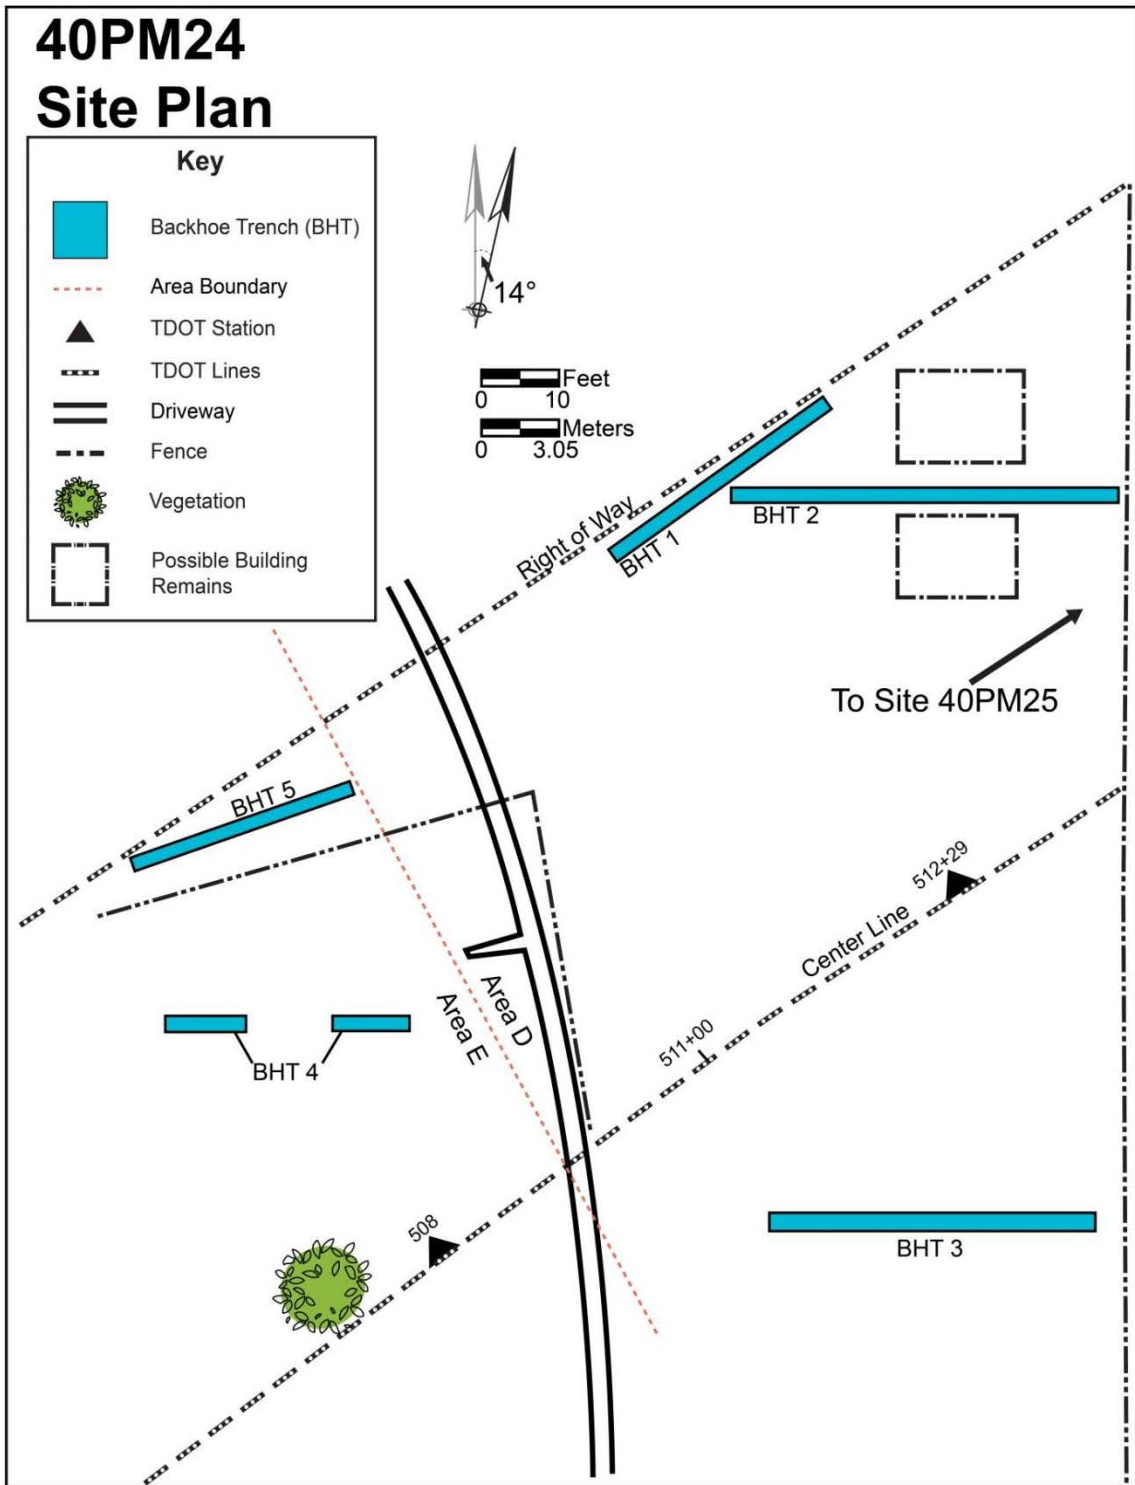 40PM24
Site Plan
Key
Backhoe Trench (BHT)
Area Boundary
TDOT Station
TDOT Lines
Driveway
Fence
Vegetation
Possible Building
Remains
14°
Feet
0 10
Meters
0 3.05
Right of Way
BHT 1
BHT 2
To Site 40PM25
BHT 5
512+29
Center Line
Area D
Area E
511+00
BHT 4
508
BHT 3